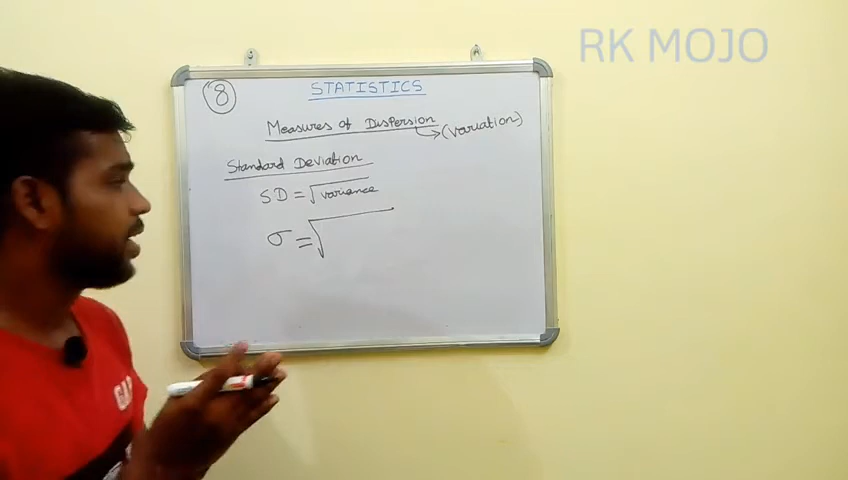 RK MOJO
8 STATISTICS
Measures of Dispersion
→ (variation)
Standard Deviation
SD = √variance
σ = √